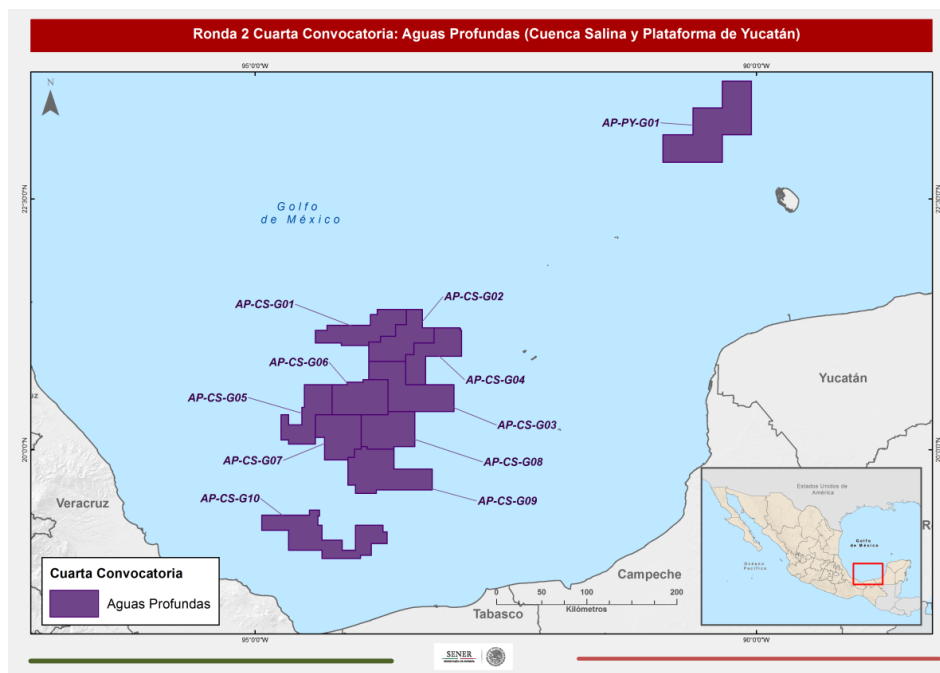 Ronda 2 Cuarta Convocatoria: Aguas Profundas (Cuenca Salina y Plataforma de Yucatán)
95°0'0"W
90°0'0"W
N
AP-PY-G01
22°30'0"N
22°30'0"N
Golfo
de México
AP-CS-G02
AP-CS-G01
AP-CS-G06
AP-CS-G04
Yucatán
AP-CS-G05
AP-CS-G03
20°0'0"N
20°0'0"N
AP-CS-G07
AP-CS-G08
Estados Unidos de
América
AP-CS-G10
AP-CS-G09
Veracruz
Golfo
de México
Océano
Pacífico
Cuarta Convocatoria
Aguas Profundas
Campeche
0 50 100 200
Kilómetros
Tabasco
95°0'0"W
90°0'0"W
SENER